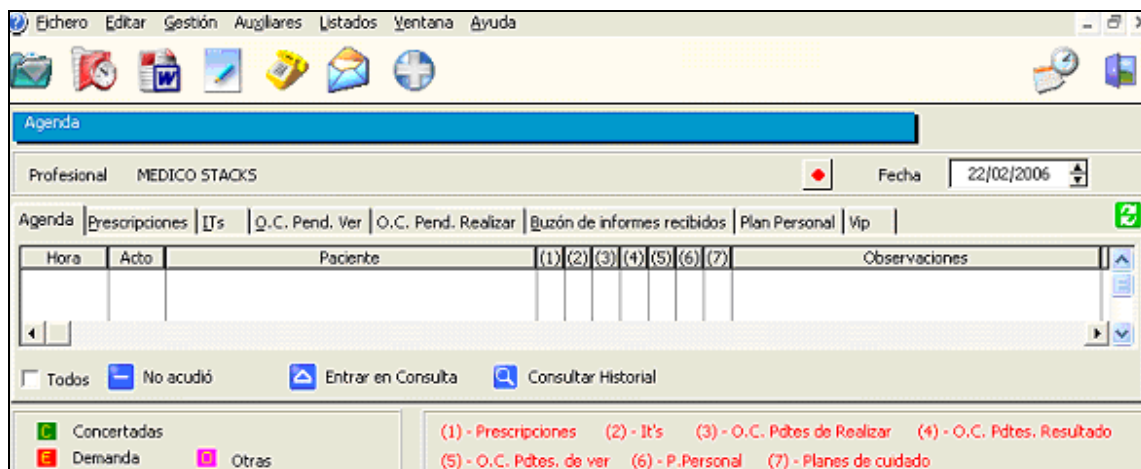 Fichero Editar Gestión Auxiliares Listados Ventana Ayuda
W
Agenda
Profesional MEDICO STACKS Fecha 22/02/2006
Agenda Prescripciones ITs O.C. Pend. Ver O.C. Pend. Realizar Buzón de informes recibidos Plan Personal Vip
Hora Acto Paciente (1) (2) (3) (4) (5) (6) (7) Observaciones
Todos No acudió Entrar en Consulta Consultar Historial
C Concertadas (1) - Prescripciones (2) - It's (3) - O.C. Pdtes de Realizar (4) - O.C. Pdtes. Resultado
E Demanda O Otras (5) - O.C. Pdtes. de ver (6) - P.Personal (7) - Planes de cuidado